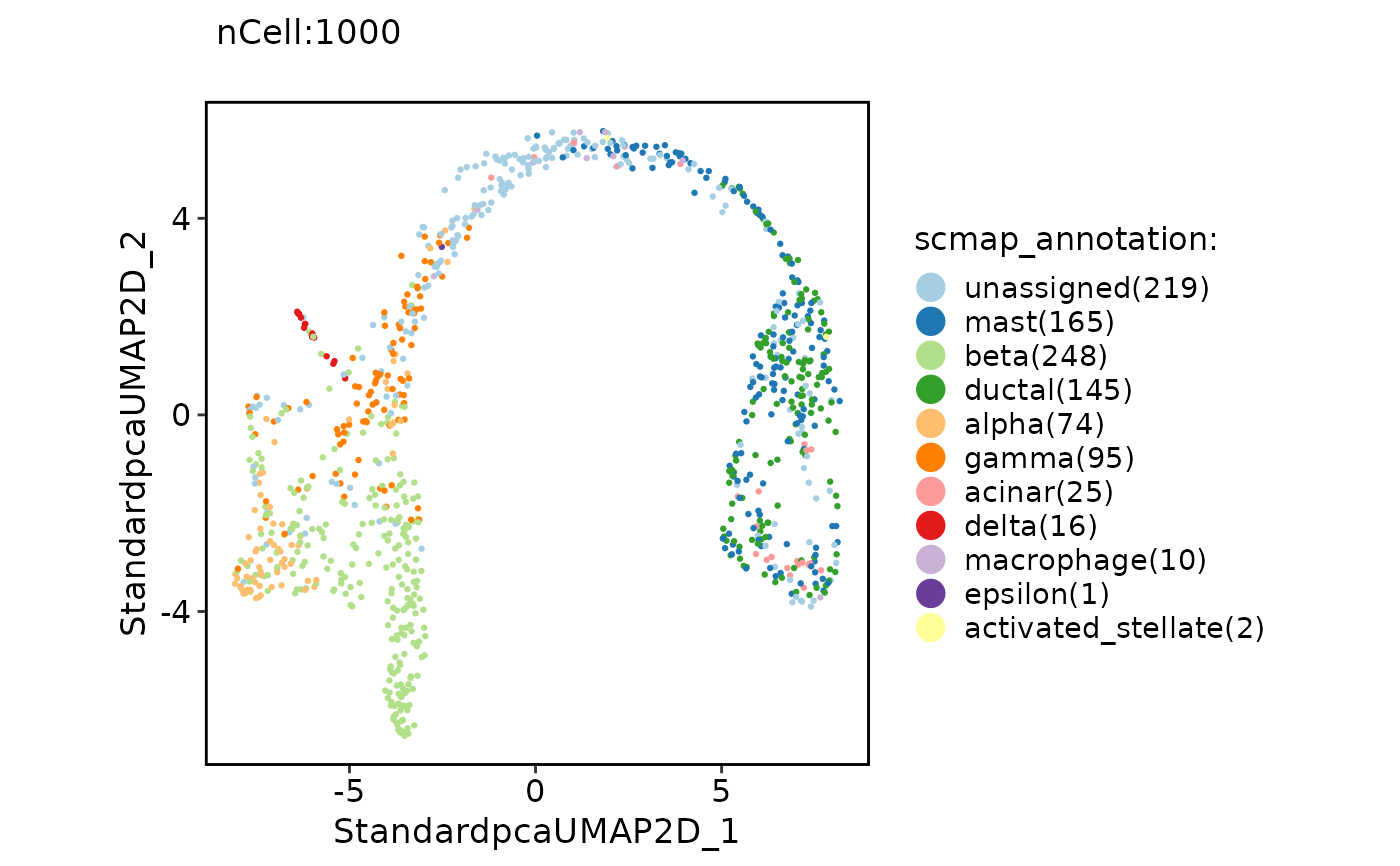 nCell:1000
StandardpcaUMAP2D_2
4
0
-4
-5
0
5
StandardpcaUMAP2D_1
scmap_annotation:
unassigned(219)
mast(165)
beta(248)
ductal(145)
alpha(74)
gamma(95)
acinar(25)
delta(16)
macrophage(10)
epsilon(1)
activated_stellate(2)